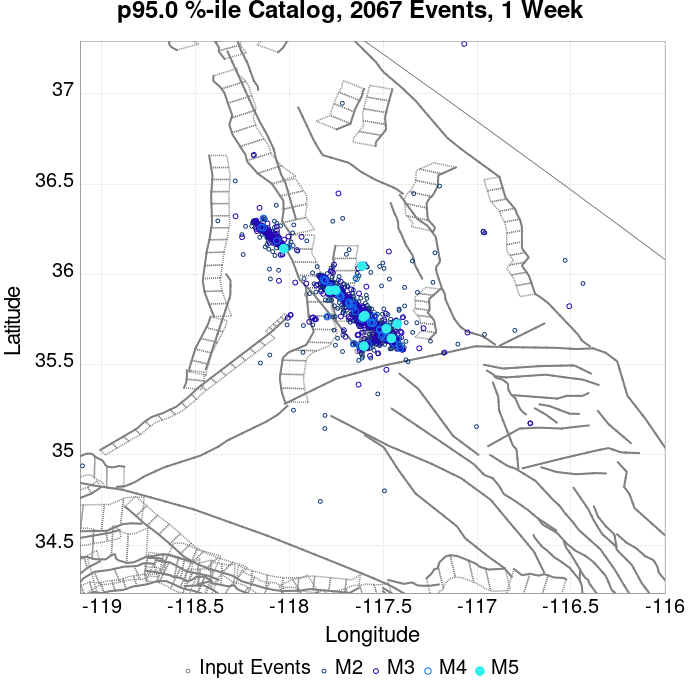 p95.0 %-ile Catalog, 2067 Events, 1 Week
37
36.5
36
35.5
35
34.5
Latitude
-119 -118.5 -118 -117.5 -117 -116.5 -116
Longitude
Input Events M2 M3 M4 M5